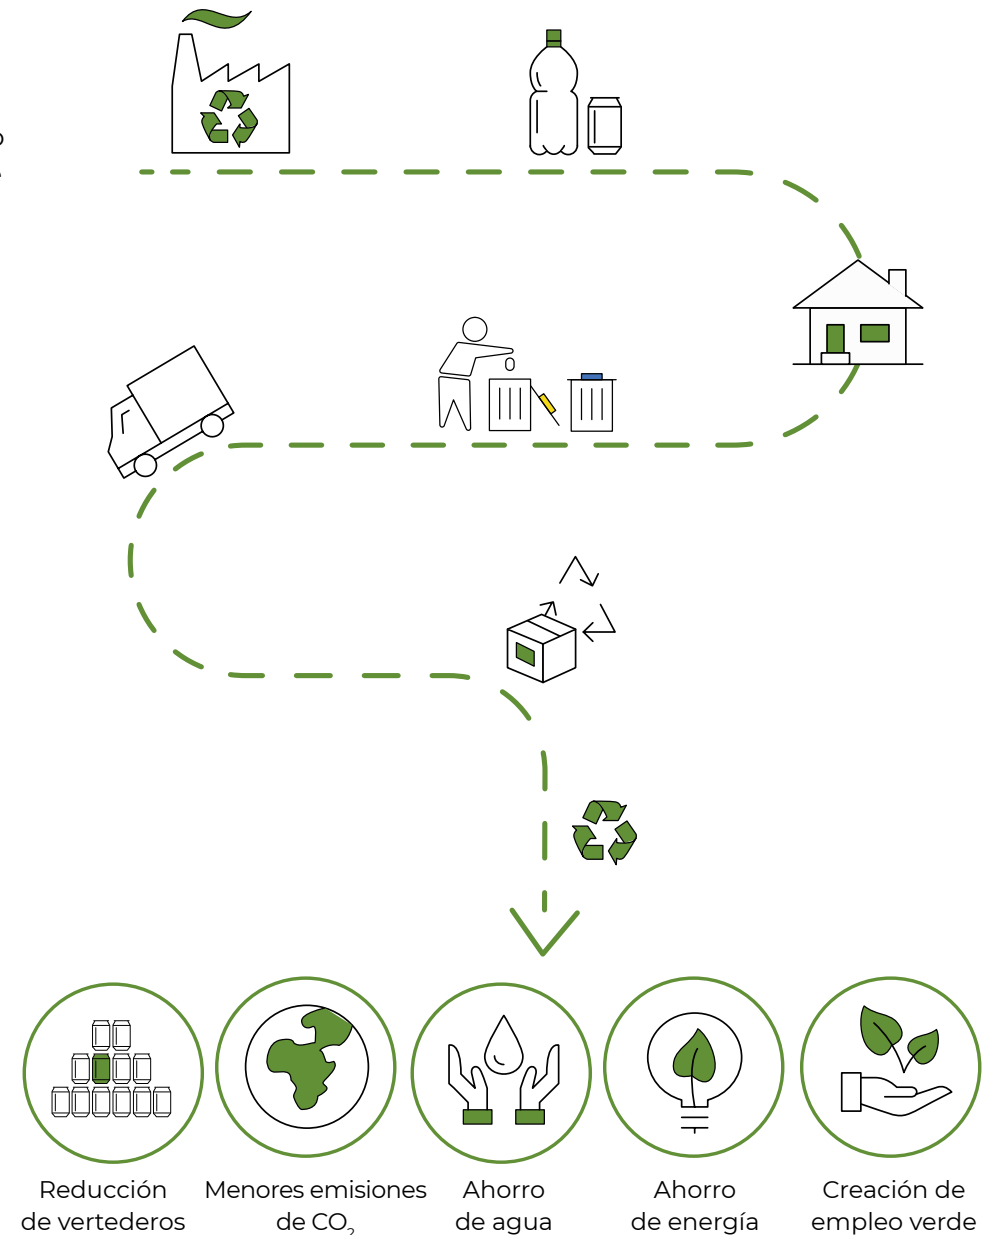 Reducción
de vertederos
Menores emisiones
de CO₂
Ahorro
de agua
Ahorro
de energía
Creación de
empleo verde